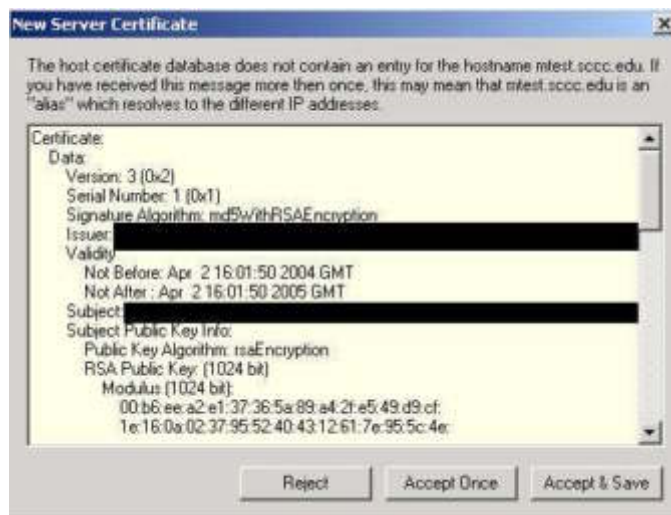 New Server Certificate
The host certificate database does not contain an entry for the hostname mtest.sccc.edu. If
you have received this message more then once, this may mean that mtest.sccc.edu is an
"alias" which resolves to the different IP addresses.
Certificate:
Data:
Version: 3 (0x2)
Serial Number: 1 (0x1)
Signature Algorithm: md5WithRSAEncryption
Issuer:
Validity
Not Before: Apr 2 16:01:50 2004 GMT
Not After : Apr 2 16:01:50 2005 GMT
Subject:
Subject Public Key Info:
Public Key Algorithm: rsaEncryption
RSA Public Key: (1024 bit)
Modulus (1024 bit):
00:b6:ee:a2:e1:37:36:5a:89:a4:2f:e5:49:d9:cf:
1e:16:0a:02:37:95:52:40:43:12:61:7e:95:5c:4e:
Reject Accept Once Accept & Save